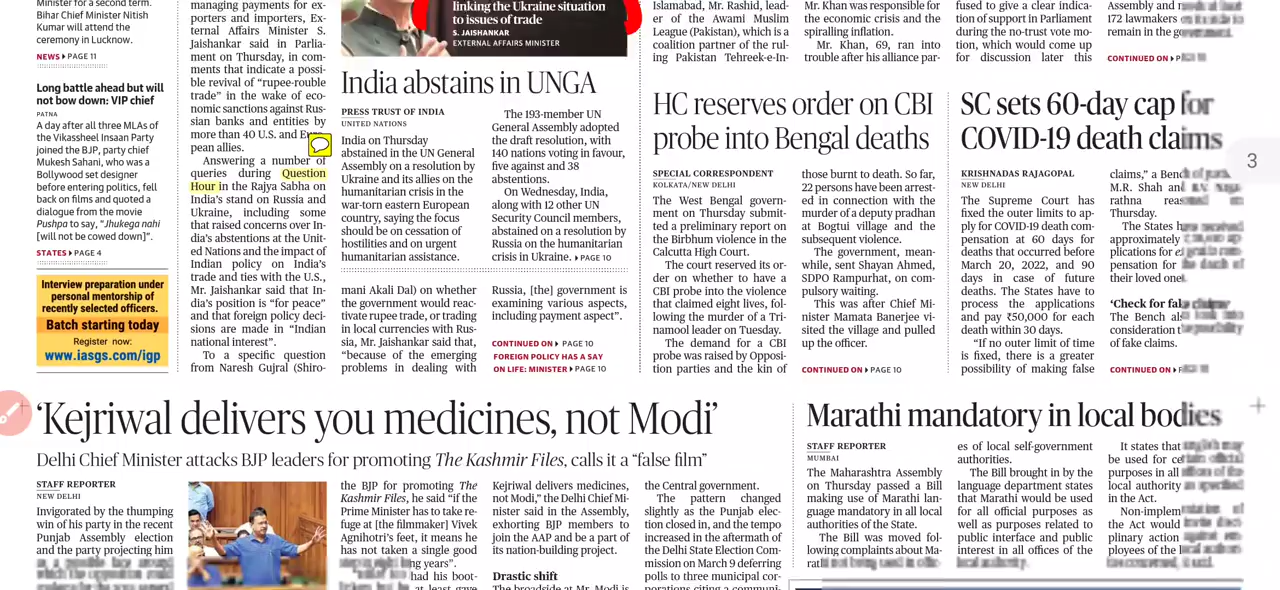 Minister for a second term.
Bihar Chief Minister Nitish
Kumar will attend the
ceremony in Lucknow.
NEWS PAGE 11
Long battle ahead but will
not bow down: VIP chief
PATNA
A day after all three MLAs of
the Vikassheel Insaan Party
joined the BJP, party chief
Mukesh Sahani, who was a
Bollywood set designer
before entering politics, fell
back on films and quoted a
dialogue from the movie
Pushpa to say, “Jhukega nahi
[will not be cowed down]”.
STATES PAGE 4
Interview preparation under
personal mentorship of
recently selected officers.
Batch starting today
Register now:
www.iasgs.com/igp
managing payments for ex-
porters and importers, Ex-
ternal Affairs Minister S.
Jaishankar said in Parlia-
ment on Thursday, in com-
ments that indicate a possi-
ble revival of “rupee-rouble
trade” in the wake of eco-
nomic sanctions against Rus-
sian banks and entities by
more than 40 U.S. and
pean allies.
Answering a number of
queries during Question
Hour in the Rajya Sabha on
India’s stand on Russia and
Ukraine, including some
that raised concerns over In-
dia’s abstentions at the Unit-
ed Nations and the impact of
Indian policy on India’s
trade and ties with the U.S.,
Mr. Jaishankar said that In-
dia’s position is “for peace”
and that foreign policy deci-
sions are made in “Indian
national interest”.
To a specific question
from Naresh Gujral (Shiro-
linking the Ukraine situation
to issues of trade
S. JAISHANKAR
EXTERNAL AFFAIRS MINISTER
India abstains in UNGA
PRESS TRUST OF INDIA
UNITED NATIONS
India on Thursday
abstained in the UN General
Assembly on a resolution by
Ukraine and its allies on the
humanitarian crisis in the
war-torn eastern European
country, saying the focus
should be on cessation of
hostilities and on urgent
humanitarian assistance.
The 193-member UN
General Assembly adopted
the draft resolution, with
140 nations voting in favour,
five against and 38
abstentions.
On Wednesday, India,
along with 12 other UN
Security Council members,
abstained on a resolution by
Russia on the humanitarian
crisis in Ukraine. PAGE 10
mani Akali Dal) on whether
the government would reac-
tivate rupee trade, or trading
in local currencies with Rus-
sia, Mr. Jaishankar said that,
“because of the emerging
problems in dealing with
Russia, [the] government is
examining various aspects,
including payment aspect”.
CONTINUED ON PAGE 10
FOREIGN POLICY HAS A SAY
ON LIFE: MINISTER PAGE 10
Islamabad, Mr. Rashid, lead-
er of the Awami Muslim
League (Pakistan), which is a
coalition partner of the rul-
ing Pakistan Tehreek-e-In-
Mr. Khan was responsible for
the economic crisis and the
spiralling inflation.
Mr. Khan, 69, ran into
trouble after his alliance par-
fused to give a clear indica-
tion of support in Parliament
during the no-trust vote mo-
tion, which would come up
for discussion later this
Assembly and
172 lawmakers
remain in the
CONTINUED ON
HC reserves order on CBI
probe into Bengal deaths
SPECIAL CORRESPONDENT
KOLKATA/NEW DELHI
The West Bengal govern-
ment on Thursday submit-
ted a preliminary report on
the Birbhum violence in the
Calcutta High Court.
The court reserved its or-
der on whether to have a
CBI probe into the violence
that claimed eight lives, fol-
lowing the murder of a Tri-
namool leader on Tuesday.
The demand for a CBI
probe was raised by Opposi-
tion parties and the kin of
those burnt to death. So far,
22 persons have been arrest-
ed in connection with the
murder of a deputy pradhan
at Bogtui village and the
subsequent violence.
The government, mean-
while, sent Shayan Ahmed,
SDPO Rampurhat, on com-
pulsory waiting.
This was after Chief Mi-
nister Mamata Banerjee vi-
sited the village and pulled
up the officer.
CONTINUED ON PAGE 10
SC sets 60-day cap for
COVID-19 death claims
KRISHNADAS RAJAGOPAL
NEW DELHI
The Supreme Court has
fixed the outer limits to ap-
ply for COVID-19 death com-
pensation at 60 days for
deaths that occurred before
March 20, 2022, and 90
days in case of future
deaths. The States have to
process the applications
and pay ₹50,000 for each
death within 30 days.
“If no outer limit of time
is fixed, there is a greater
possibility of making false
claims,” a Bench
M.R. Shah and
rathna
Thursday.
The States
approximately
plications for
pensation for
their loved
‘Check for
The Bench
consideration
of fake claims.
CONTINUED ON
3
‘Kejriwal delivers you medicines, not Modi’
Delhi Chief Minister attacks BJP leaders for promoting The Kashmir Files, calls it a “false film”
STAFF REPORTER
NEW DELHI
Invigorated by the thumping
win of his party in the recent
Punjab Assembly election
and the party projecting him
the BJP for promoting The
Kashmir Files, he said “if the
Prime Minister has to take re-
fuge at [the filmmaker] Vivek
Agnihotri’s feet, it means he
has not taken a single good
years”.
had his boot-
at least gave
Kejriwal delivers medicines,
not Modi,” the Delhi Chief Mi-
nister said in the Assembly,
exhorting BJP members to
join the AAP and be a part of
its nation-building project.
Drastic shift
The broadside at Mr. Modi is
the Central government.
The pattern changed
slightly as the Punjab elec-
tion closed in, and the tempo
increased in the aftermath of
the Delhi State Election Com-
mission on March 9 deferring
polls to three municipal cor-
porations citing a communi-
Marathi mandatory in local bodies
STAFF REPORTER
MUMBAI
The Maharashtra Assembly
on Thursday passed a Bill
making use of Marathi lan-
guage mandatory in all local
authorities of the State.
The Bill was moved fol-
lowing complaints about Ma-
es of local self-government
authorities.
The Bill brought in by the
language department states
that Marathi would be used
for all official purposes as
well as purposes related to
public interface and public
interest in all offices of the
It states that
be used for
purposes in all
local authority
in the Act.
the Act would
plinary action
ployees of the